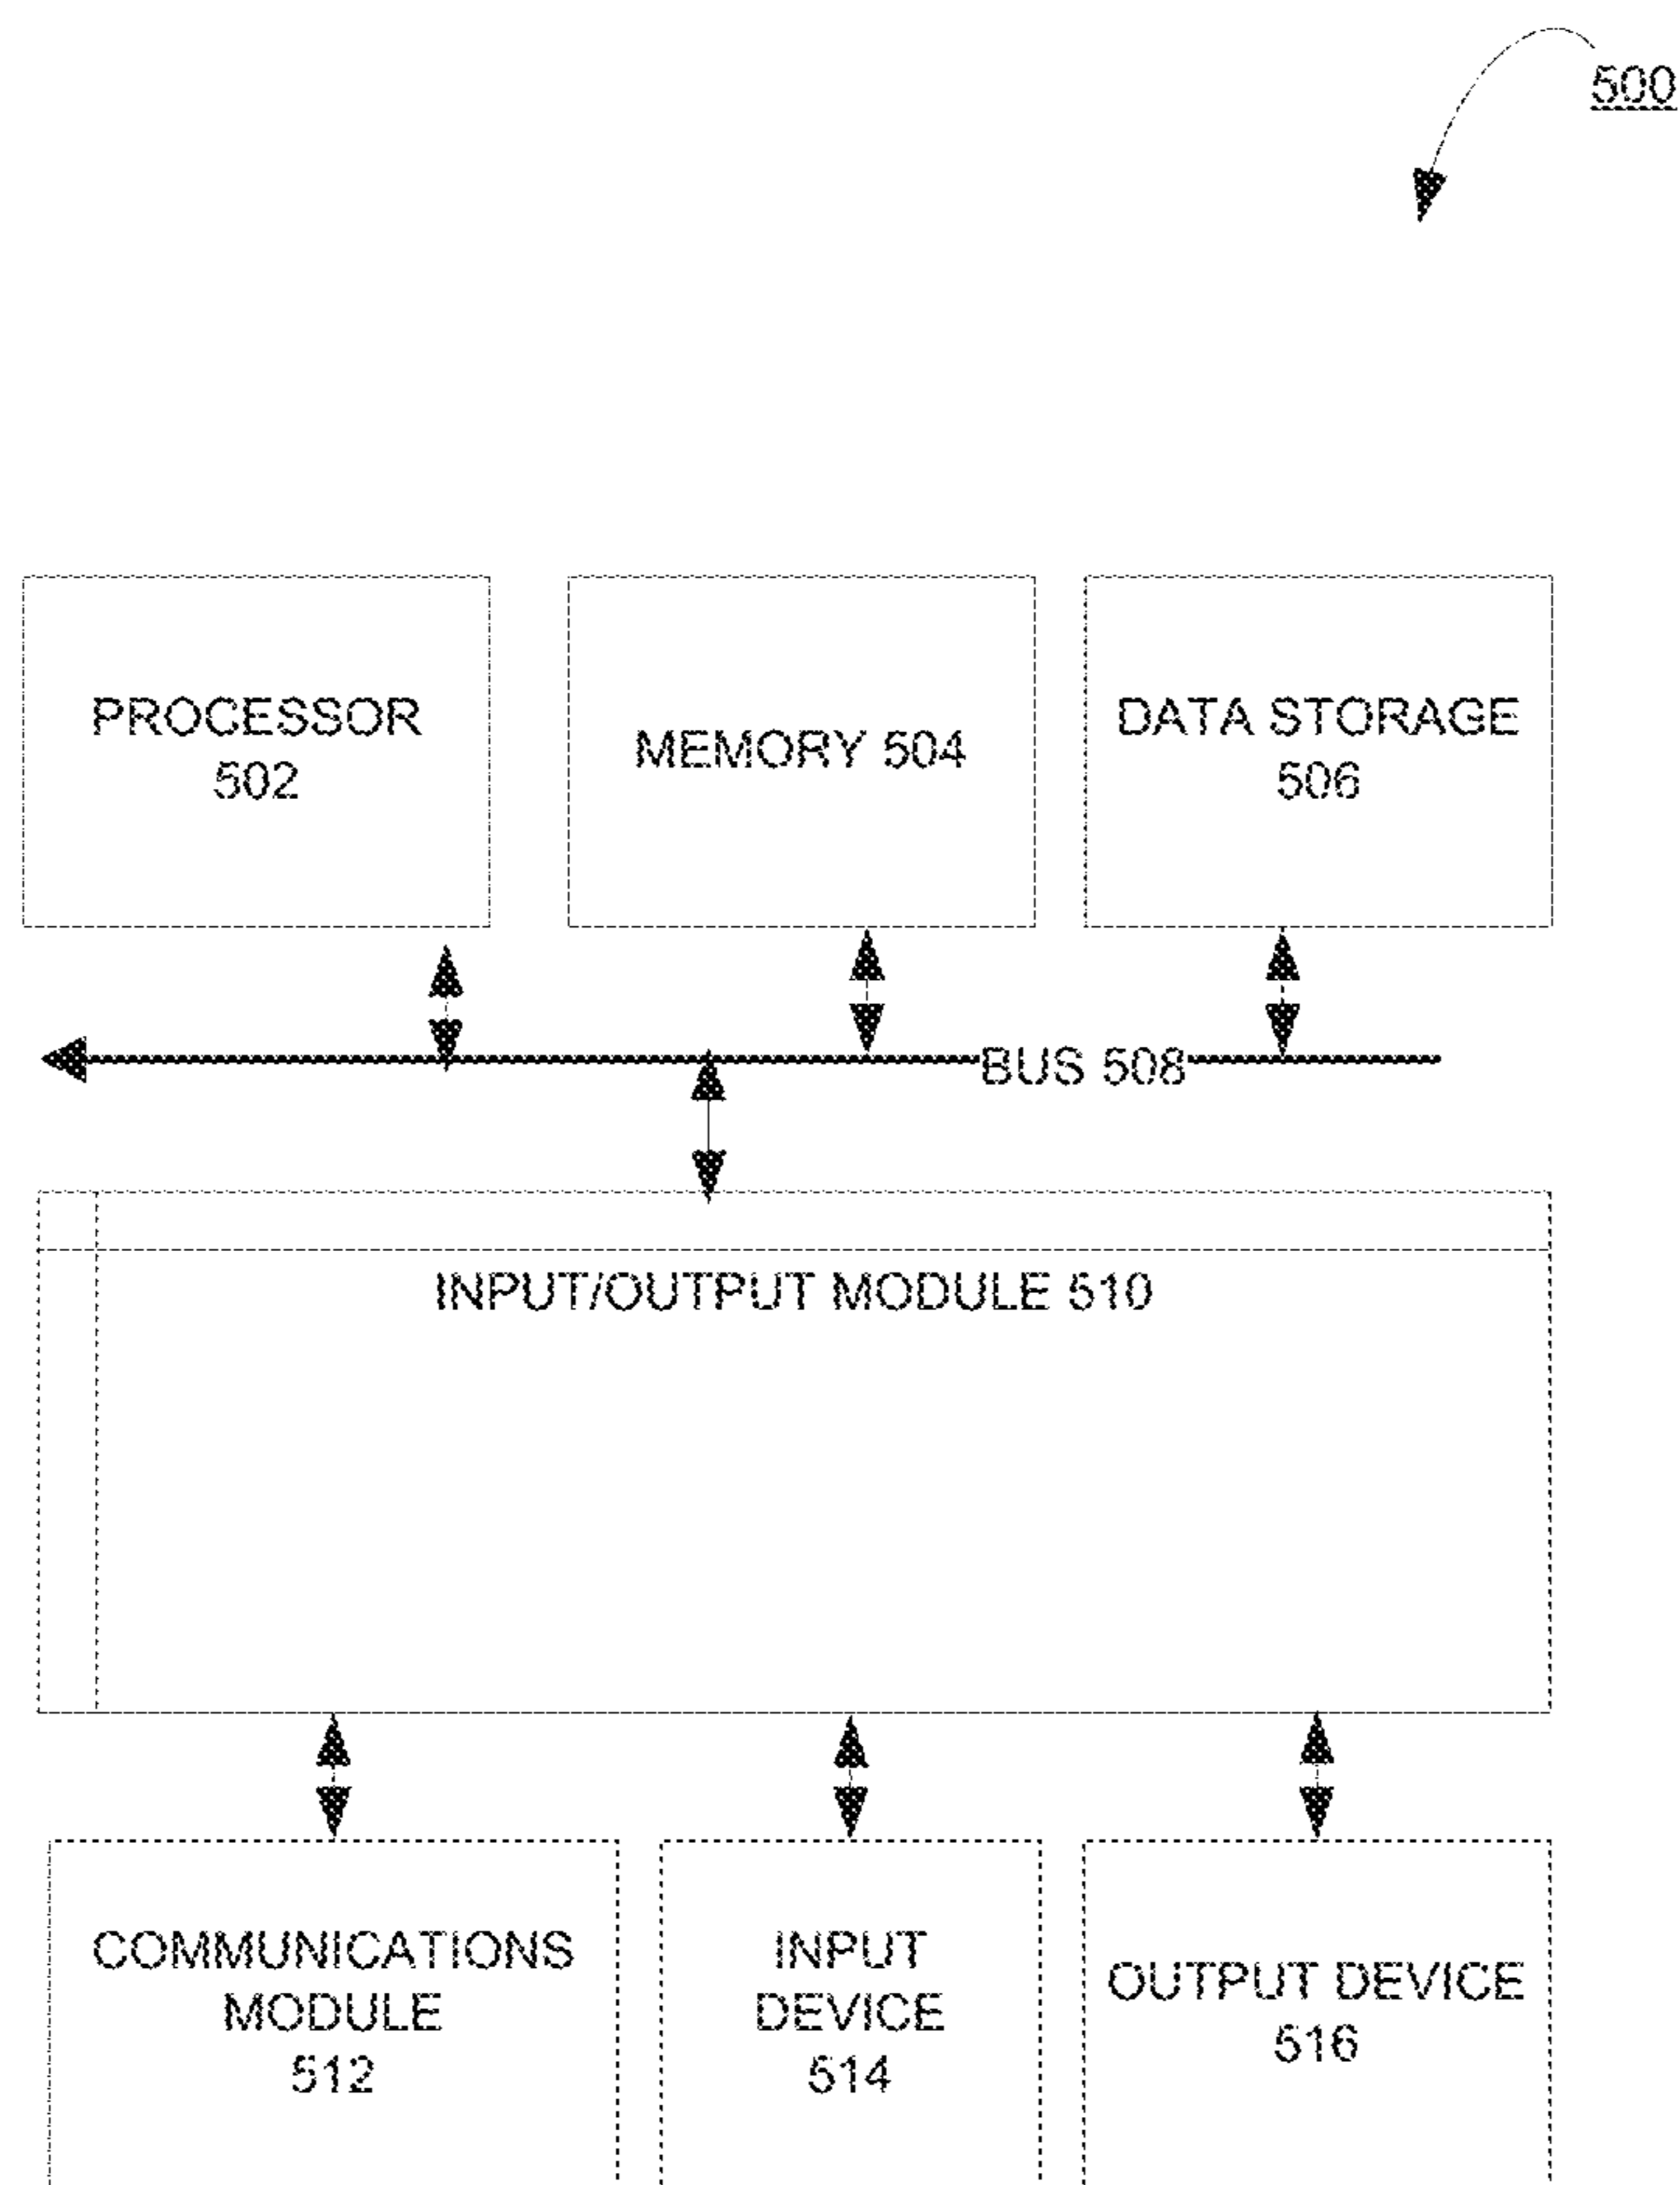 500
PROCESSOR
502
MEMORY 504
DATA STORAGE
506
BUS 508
INPUT/OUTPUT MODULE 510
COMMUNICATIONS
MODULE
512
INPUT
DEVICE
514
OUTPUT DEVICE
516